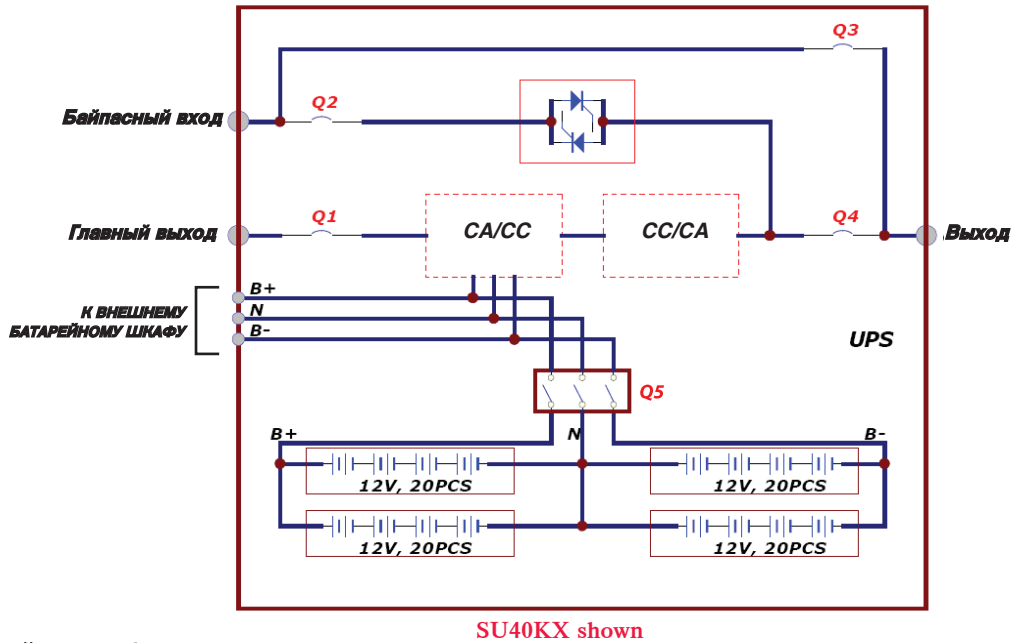 Q3
Байпасный вход
Q2
Главный выход
Q1
CA/CC
CC/CA
Q4
Выход
К ВНЕШНЕМУ
БАТАРЕЙНОМУ ШКАФУ
B+
N
B-
UPS
Q5
B+
N
B-
12V, 20PCS
12V, 20PCS
12V, 20PCS
12V, 20PCS
SU40KX shown